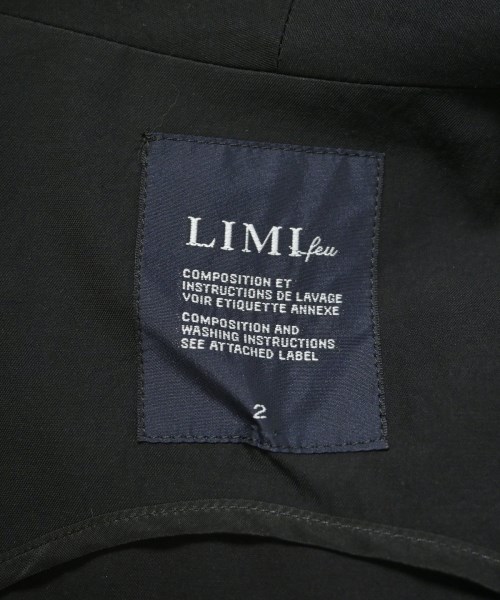 LIMI feu
COMPOSITION ET
INSTRUCTIONS DE LAVAGE
VOIR ETIQUETTE ANNEXE
COMPOSITION AND
WASHING INSTRUCTIONS
SEE ATTACHED LABEL
2